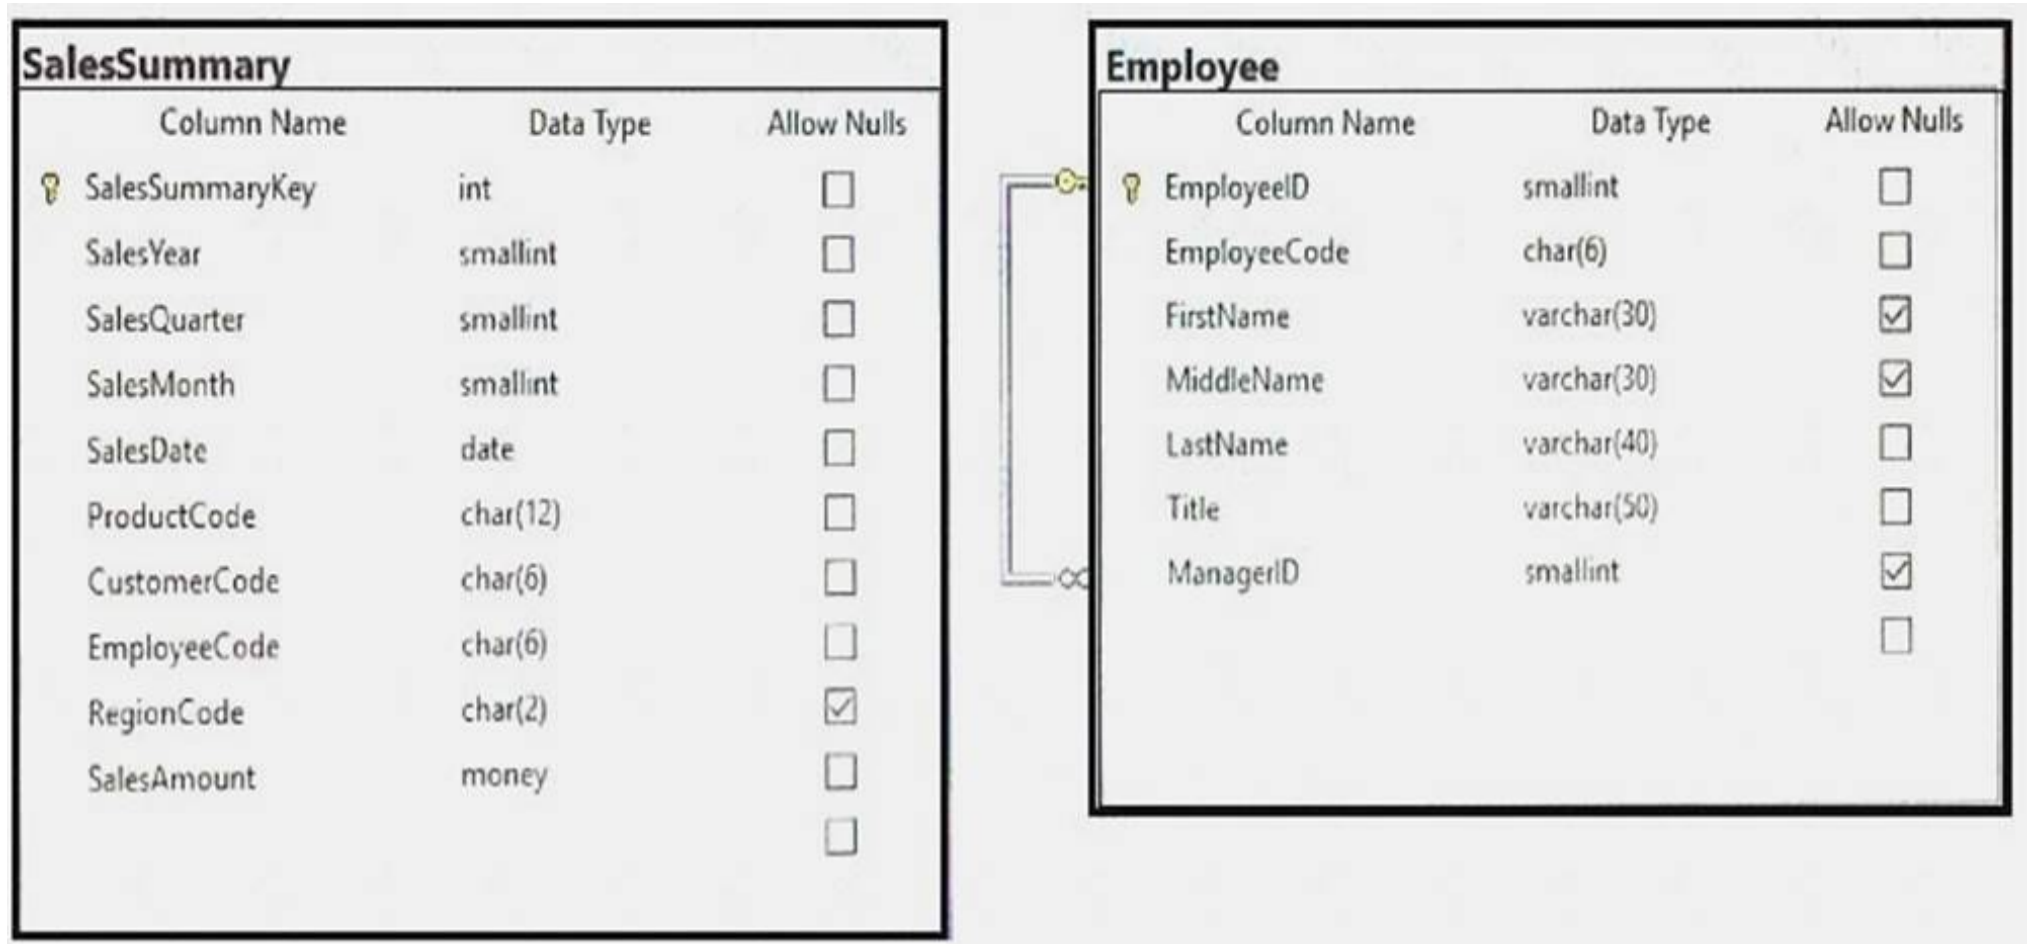 SalesSummary
Column Name Data Type Allow Nulls
SalesSummaryKey int
SalesYear smallint
SalesQuarter smallint
SalesMonth smallint
SalesDate date
ProductCode char(12)
CustomerCode char(6)
EmployeeCode char(6)
RegionCode char(2)
SalesAmount money
Employee
Column Name Data Type Allow Nulls
EmployeeID smallint
EmployeeCode char(6)
FirstName varchar(30)
MiddleName varchar(30)
LastName varchar(40)
Title varchar(50)
ManagerID smallint